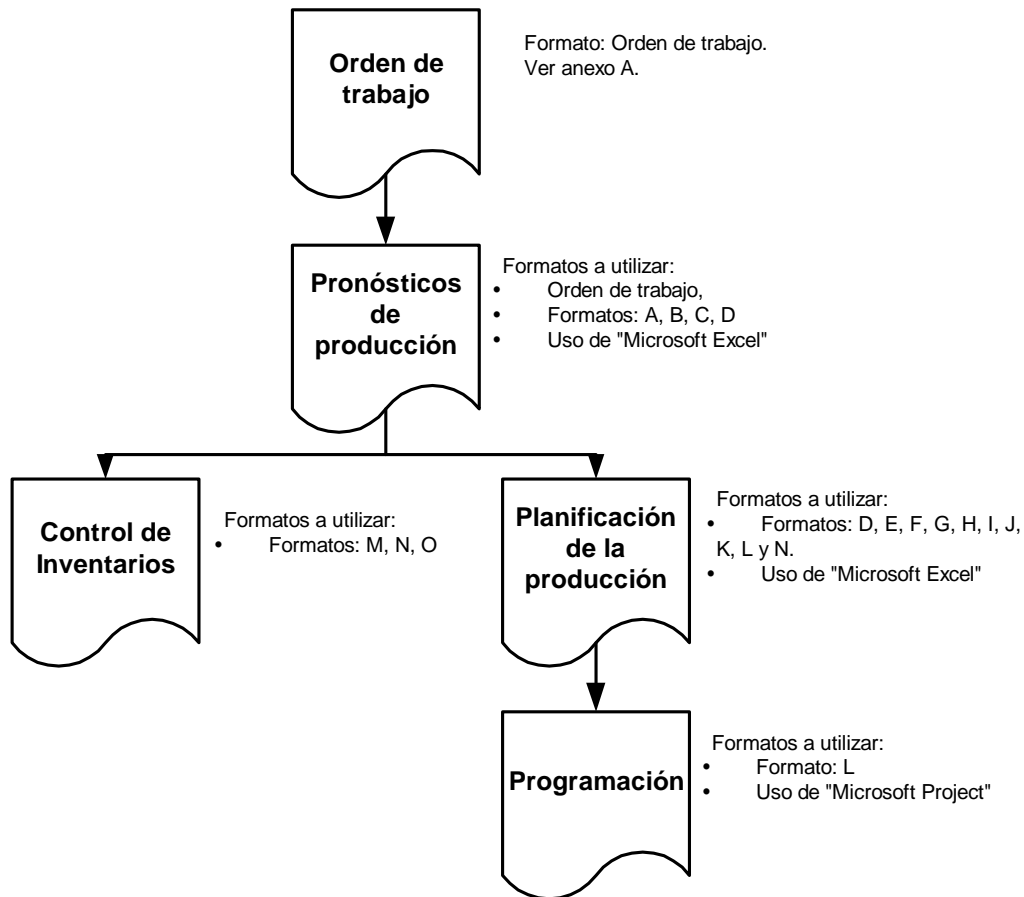 Orden de
trabajo
Formato: Orden de trabajo.
Ver anexo A.
Pronósticos
de
producción
Formatos a utilizar:
• Orden de trabajo,
• Formatos: A, B, C, D
• Uso de "Microsoft Excel"
Control de
Inventarios
Formatos a utilizar:
• Formatos: M, N, O
Planificación
de la
producción
Formatos a utilizar:
• Formatos: D, E, F, G, H, I, J,
K, L y N.
• Uso de "Microsoft Excel"
Programación
Formatos a utilizar:
• Formato: L
• Uso de "Microsoft Project"